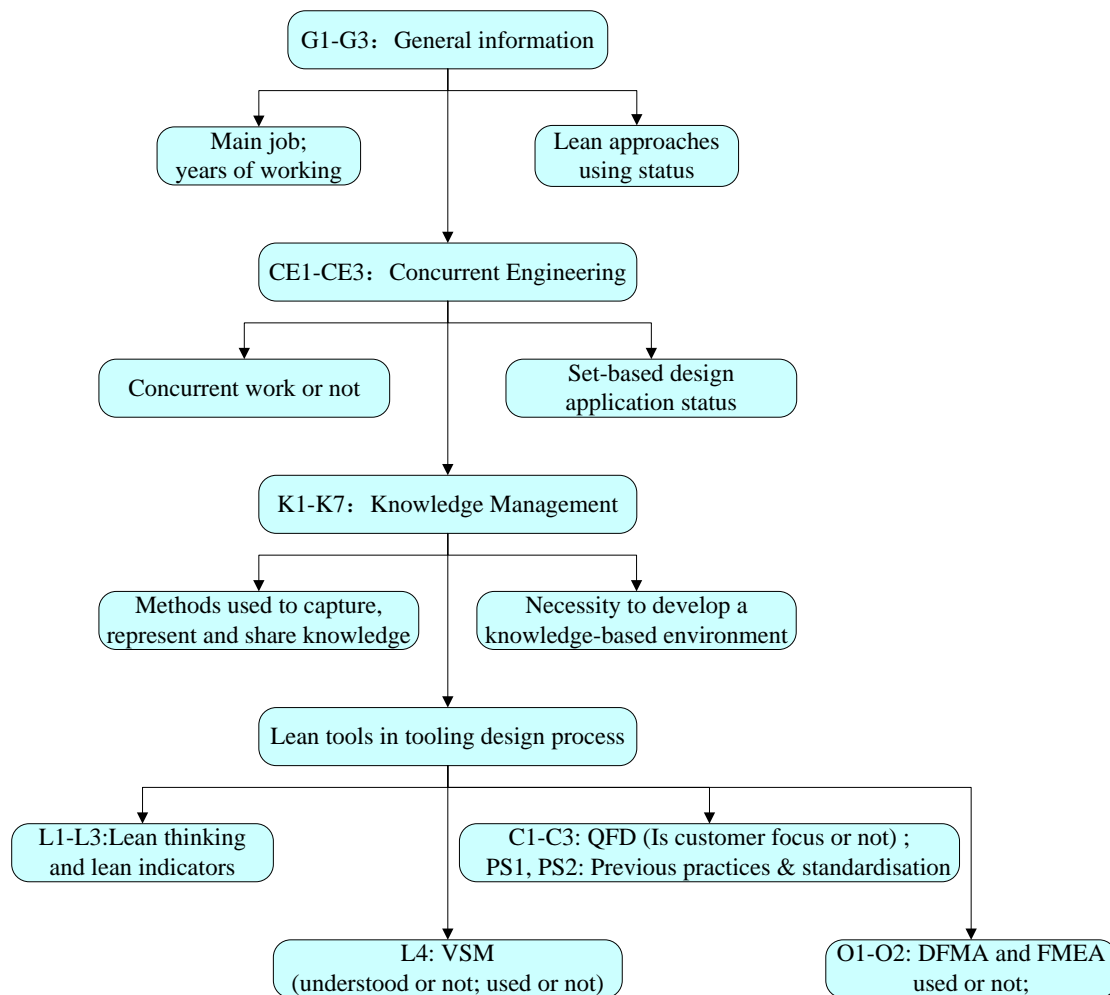 G1-G3：General information
Main job;
years of working
Lean approaches
using status
CE1-CE3：Concurrent Engineering
Concurrent work or not
Set-based design
application status
K1-K7：Knowledge Management
Methods used to capture,
represent and share knowledge
Necessity to develop a
knowledge-based environment
Lean tools in tooling design process
L1-L3:Lean thinking
and lean indicators
C1-C3: QFD (Is customer focus or not) ;
PS1, PS2: Previous practices & standardisation
L4: VSM
(understood or not; used or not)
O1-O2: DFMA and FMEA
used or not;